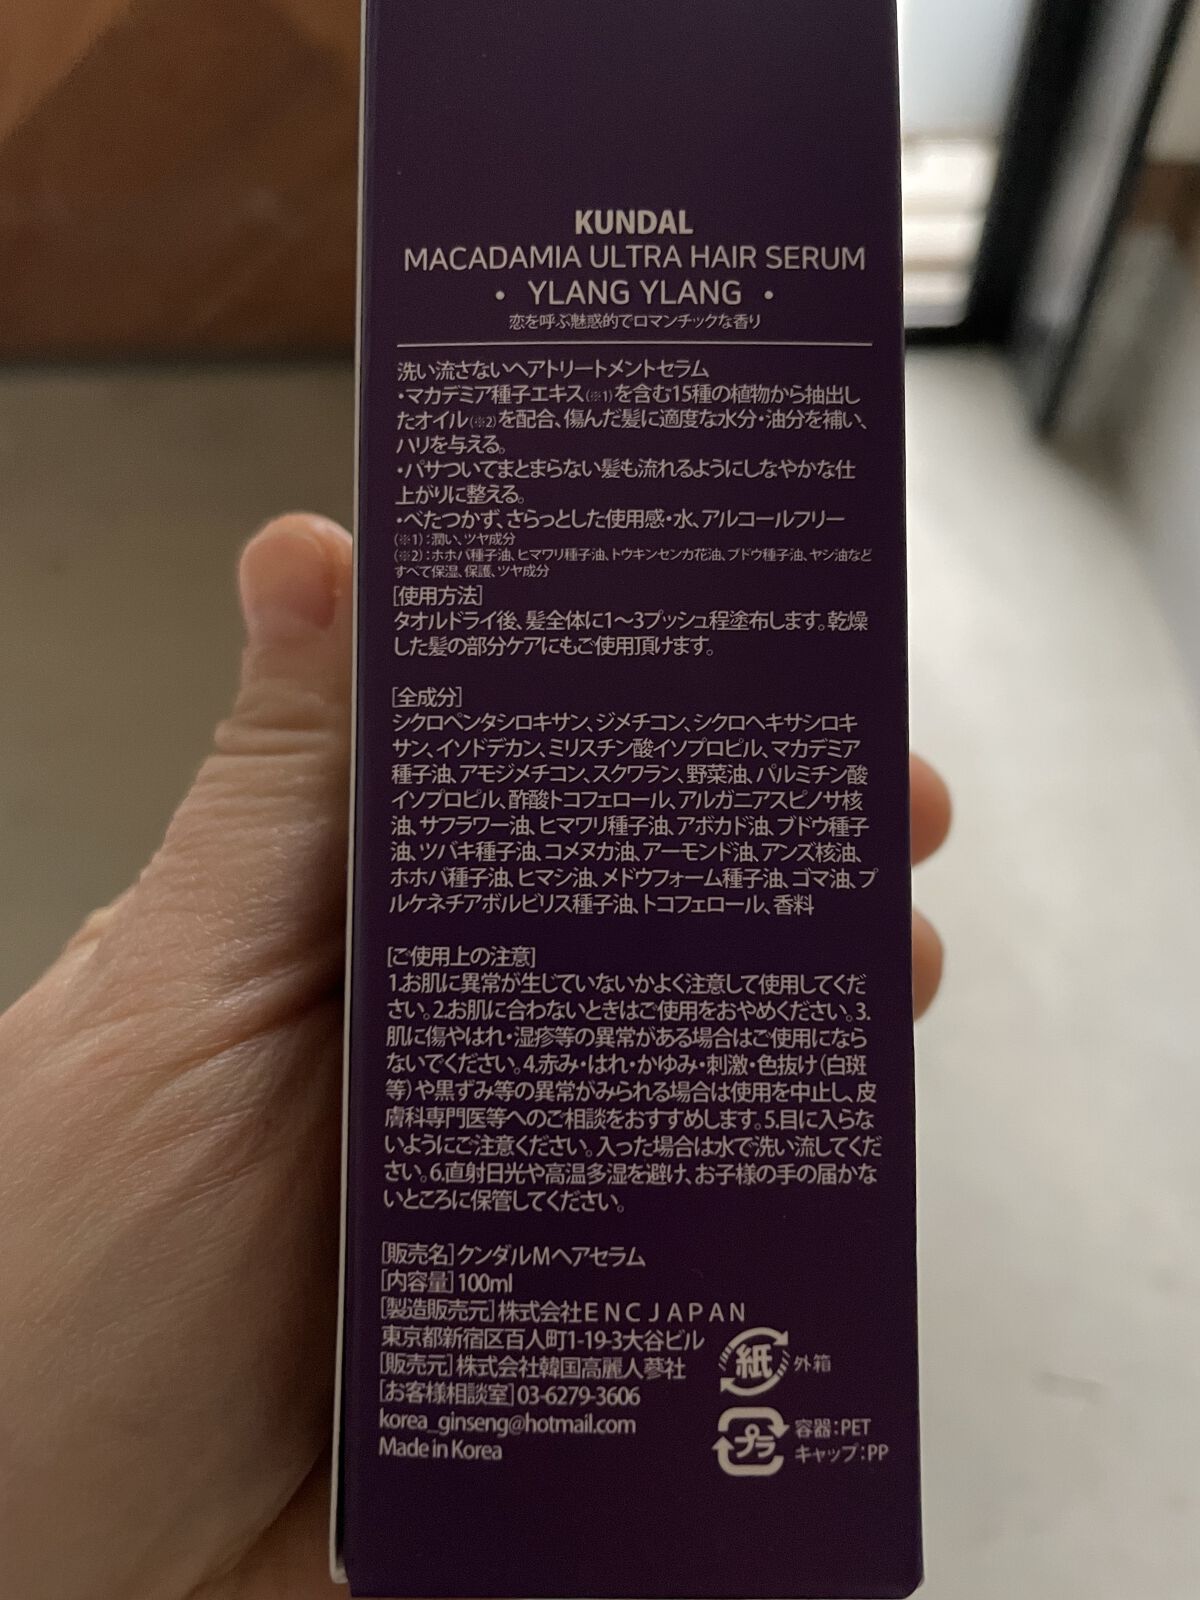 KUNDAL
MACADAMIA ULTRA HAIR SERUM
• YLANG YLANG •
恋を呼ぶ魅惑的でロマンチックな香り
洗い流さないヘアトリートメントセラム
・マカデミア種子エキス(※1)を含む15種の植物から抽出し
たオイル(※2)を配合、傷んだ髪に適度な水分・油分を補い、
ハリを与える。
・パサついてまとまらない髪も流れるようにしなやかな仕
上がりに整える。
・べたつかず、さらっとした使用感・水、アルコールフリー
(※1):潤い、ツヤ成分
(※2):ホホバ種子油、ヒマワリ種子油、トウキンセンカ花油、ブドウ種子油、ヤシ油など
すべて保湿、保護、ツヤ成分
[使用方法]
タオルドライ後、髪全体に1〜3プッシュ程塗布します。乾燥
した髪の部分ケアにもご使用頂けます。
[全成分]
シクロペンタシロキサン、ジメチコン、シクロヘキサシロキ
サン、イソドデカン、ミリスチン酸イソプロピル、マカデミア
種子油、アモジメチコン、スクワラン、野菜油、パルミチン酸
イソプロピル、酢酸トコフェロール、アルガニアスピノサ核
油、サフラワー油、ヒマワリ種子油、アボカド油、ブドウ種子
油、ツバキ種子油、コメヌカ油、アーモンド油、アンズ核油、
ホホバ種子油、ヒマシ油、メドウフォーム種子油、ゴマ油、プ
ルケネチアボルビリス種子油、トコフェロール、香料
[ご使用上の注意]
1.お肌に異常が生じていないかよく注意して使用してくだ
さい。2.お肌に合わないときはご使用をおやめください。3.
肌に傷やはれ・湿疹等の異常がある場合はご使用になら
ないでください。4.赤み・はれ・かゆみ・刺激・色抜け(白斑
等)や黒ずみ等の異常がみられる場合は使用を中止し、皮
膚科専門医等へのご相談をおすすめします。5.目に入らな
いようにご注意ください。入った場合は水で洗い流してくだ
さい。6.直射日光や高温多湿を避け、お子様の手の届かな
いところに保管してください。
[販売名]クンダルMヘアセラム
[内容量]100ml
[製造販売元]株式会社ENC JAPAN
東京都新宿区百人町1-19-3大谷ビル
[販売元]株式会社韓国高麗人蔘社
[お客様相談室]03-6279-3606
korea_ginseng@hotmail.com
Made in Korea
紙 外箱
プラ 容器:PET
キャップ:PP